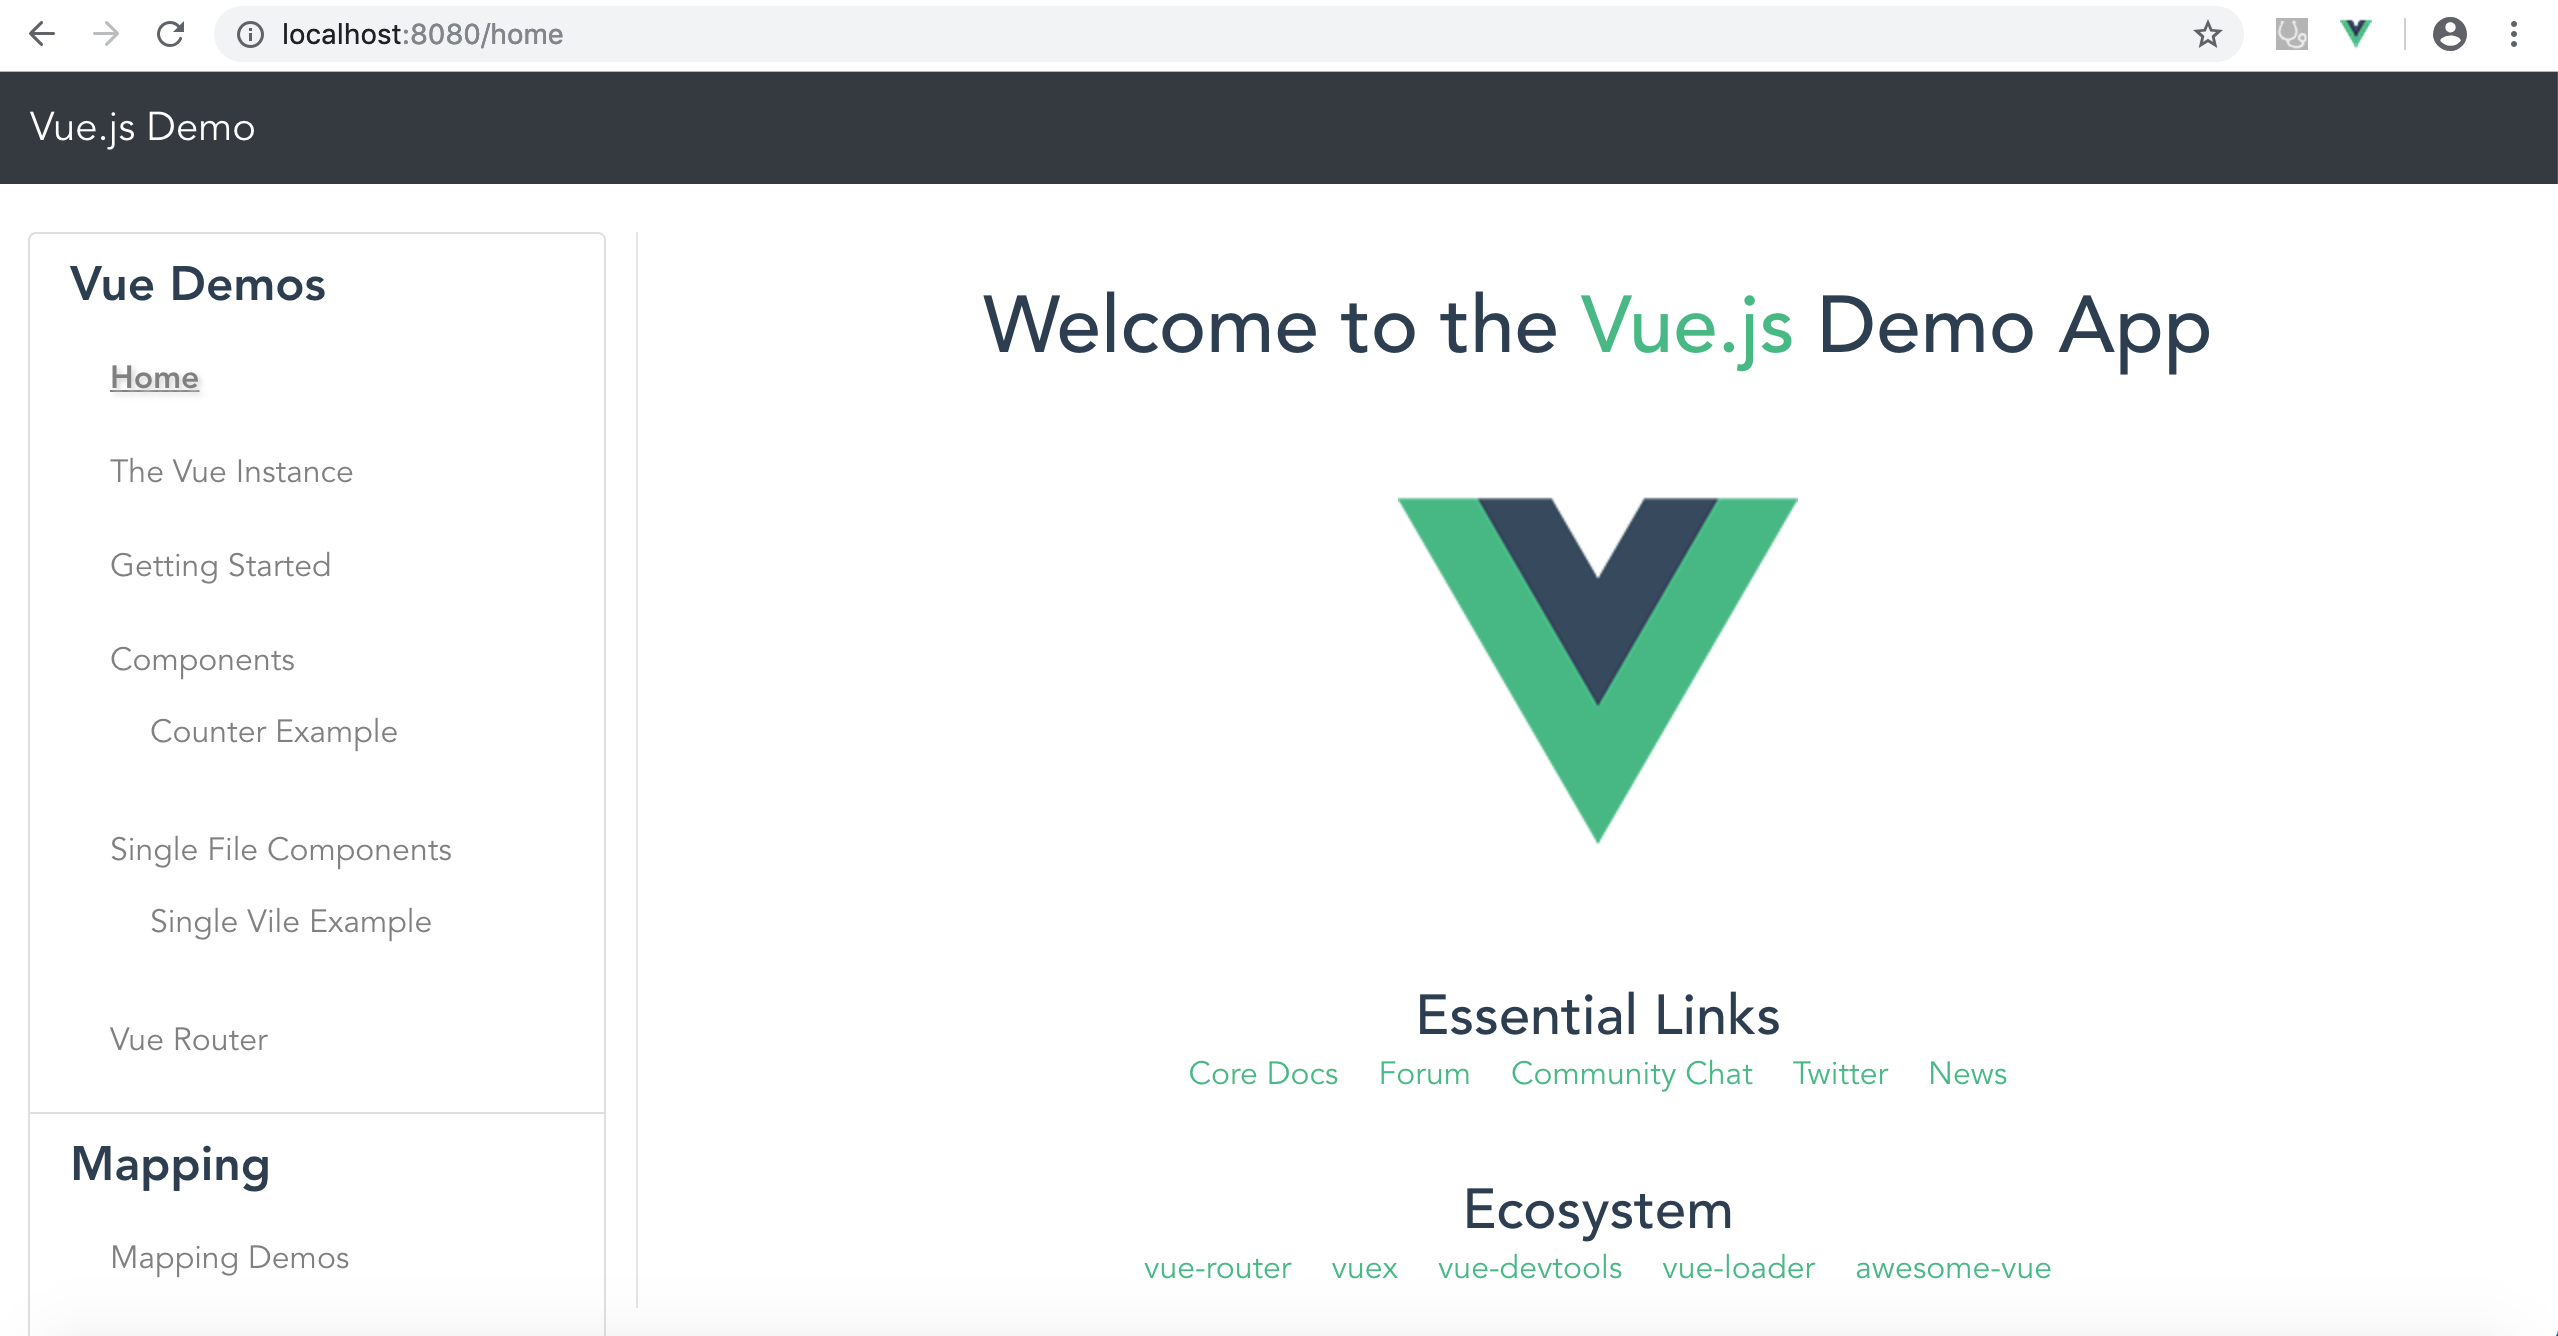 localhost:8080/home
Vue.js Demo
Vue Demos
Home
The Vue Instance
Getting Started
Components
Counter Example
Single File Components
Single Vile Example
Vue Router
Mapping
Mapping Demos
Welcome to the Vue.js Demo App
Essential Links
Core Docs Forum Community Chat Twitter News
Ecosystem
vue-router vuex vue-devtools vue-loader awesome-vue